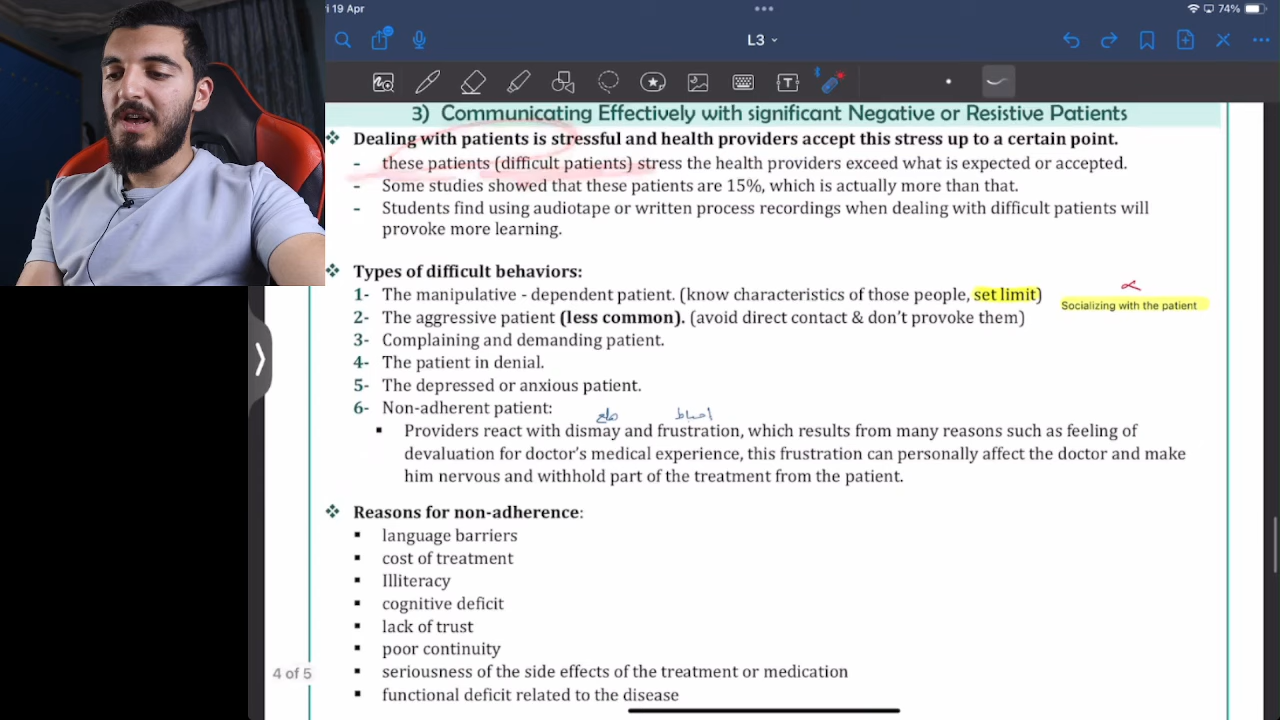 ri 19 Apr
74%
L3
3) Communicating Effectively with significant Negative or Resistive Patients
❖ Dealing with patients is stressful and health providers accept this stress up to a certain point.
- these patients (difficult patients) stress the health providers exceed what is expected or accepted.
- Some studies showed that these patients are 15%, which is actually more than that.
- Students find using audiotape or written process recordings when dealing with difficult patients will
provoke more learning.
❖ Types of difficult behaviors:
1- The manipulative - dependent patient. (know characteristics of those people, set limit)
Socializing with the patient
2- The aggressive patient (less common). (avoid direct contact & don't provoke them)
3- Complaining and demanding patient.
4- The patient in denial.
5- The depressed or anxious patient.
6- Non-adherent patient:
هلع احباط
▪ Providers react with dismay and frustration, which results from many reasons such as feeling of
devaluation for doctor's medical experience, this frustration can personally affect the doctor and make
him nervous and withhold part of the treatment from the patient.
❖ Reasons for non-adherence:
▪ language barriers
▪ cost of treatment
▪ Illiteracy
▪ cognitive deficit
▪ lack of trust
▪ poor continuity
▪ seriousness of the side effects of the treatment or medication
▪ functional deficit related to the disease
4 of 5